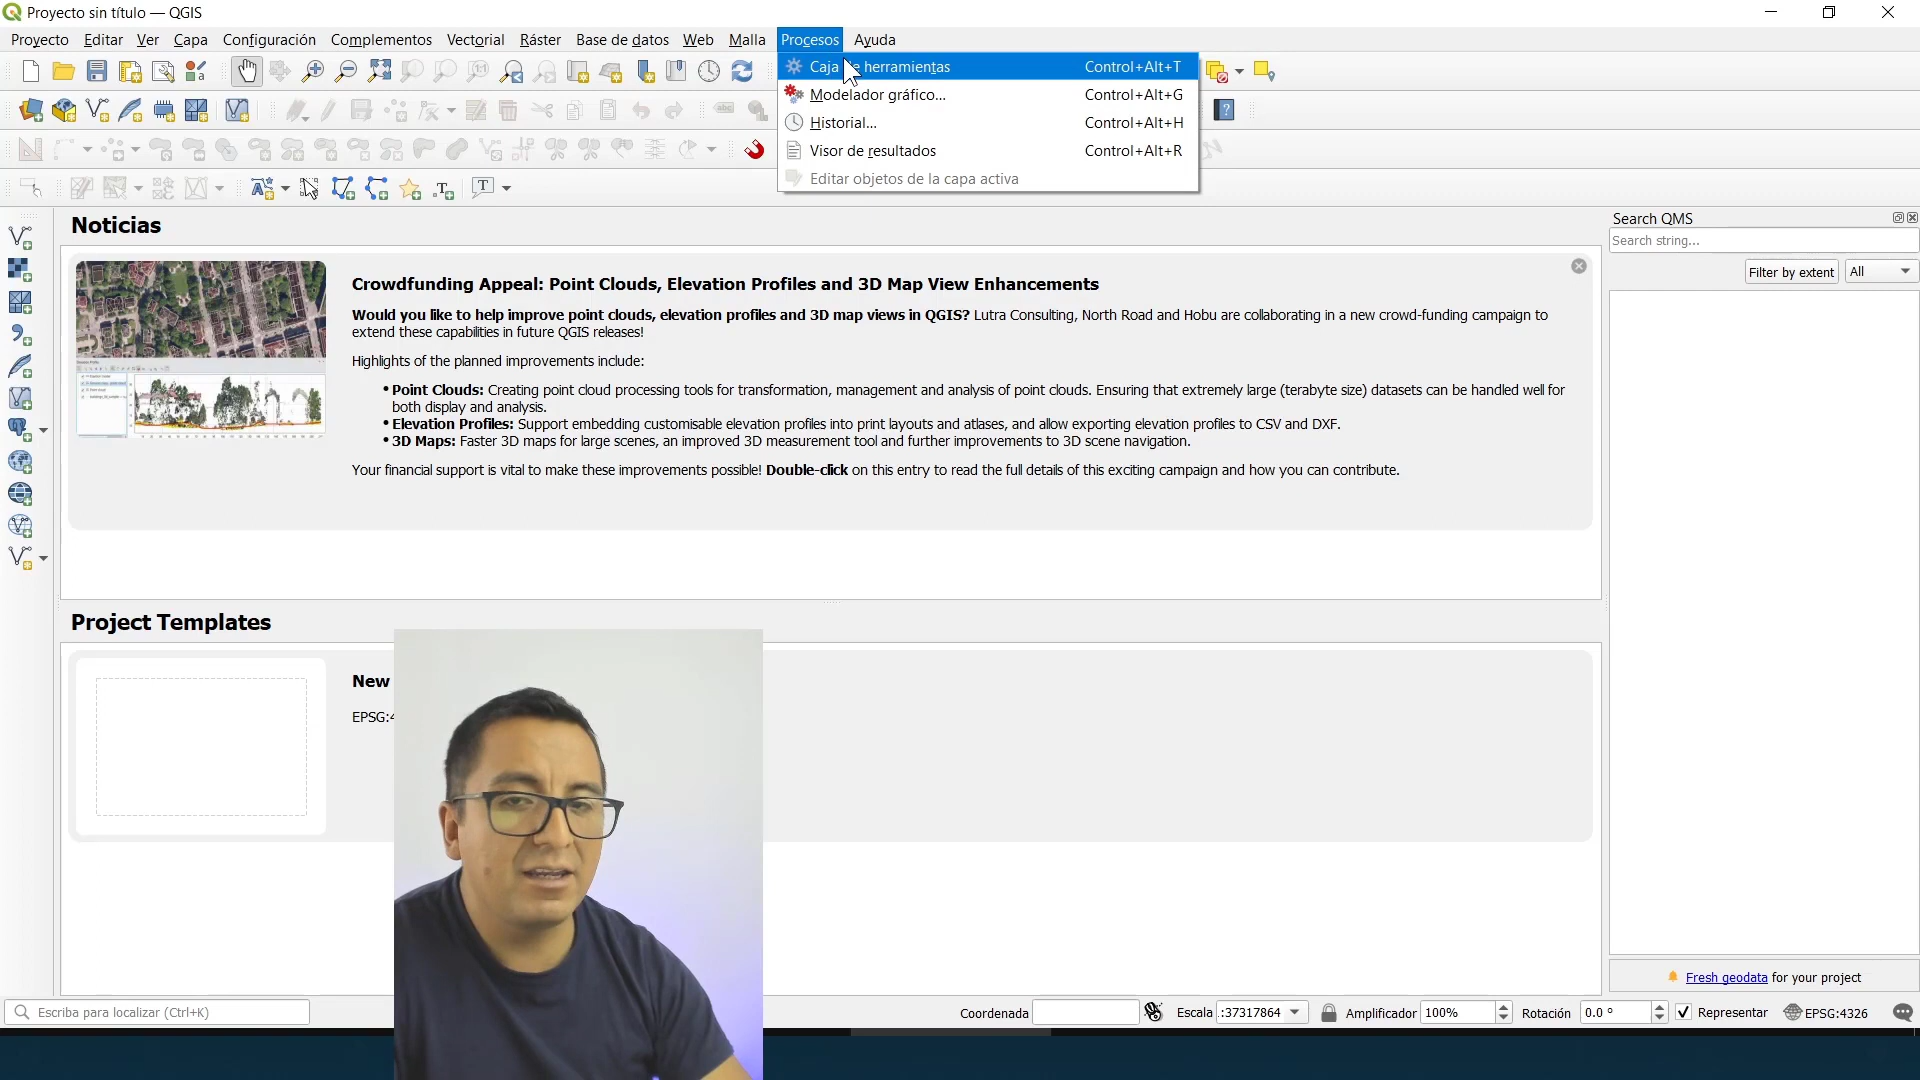 Proyecto sin título — QGIS
Proyecto Editar Ver Capa Configuración Complementos Vectorial Ráster Base de datos Web Malla Procesos Ayuda
Caja e herramientas Control+Alt+T
Modelador gráfico... Control+Alt+G
Historial... Control+Alt+H
Visor de resultados Control+Alt+R
Editar objetos de la capa activa
Noticias
Crowdfunding Appeal: Point Clouds, Elevation Profiles and 3D Map View Enhancements
Would you like to help improve point clouds, elevation profiles and 3D map views in QGIS? Lutra Consulting, North Road and Hobu are collaborating in a new crowd-funding campaign to
extend these capabilities in future QGIS releases!
Highlights of the planned improvements include:
• Point Clouds: Creating point cloud processing tools for transformation, management and analysis of point clouds. Ensuring that extremely large (terabyte size) datasets can be handled well for
both display and analysis.
• Elevation Profiles: Support embedding customisable elevation profiles into print layouts and atlases, and allow exporting elevation profiles to CSV and DXF.
• 3D Maps: Faster 3D maps for large scenes, an improved 3D measurement tool and further improvements to 3D scene navigation.
Your financial support is vital to make these improvements possible! Double-click on this entry to read the full details of this exciting campaign and how you can contribute.
Search QMS
Search string...
Filter by extent All
Project Templates
New
EPSG:4
Fresh geodata for your project
Escriba para localizar (Ctrl+K)
Coordenada Escala :37317864 Amplificador 100% Rotación 0.0 ° Representar EPSG:4326